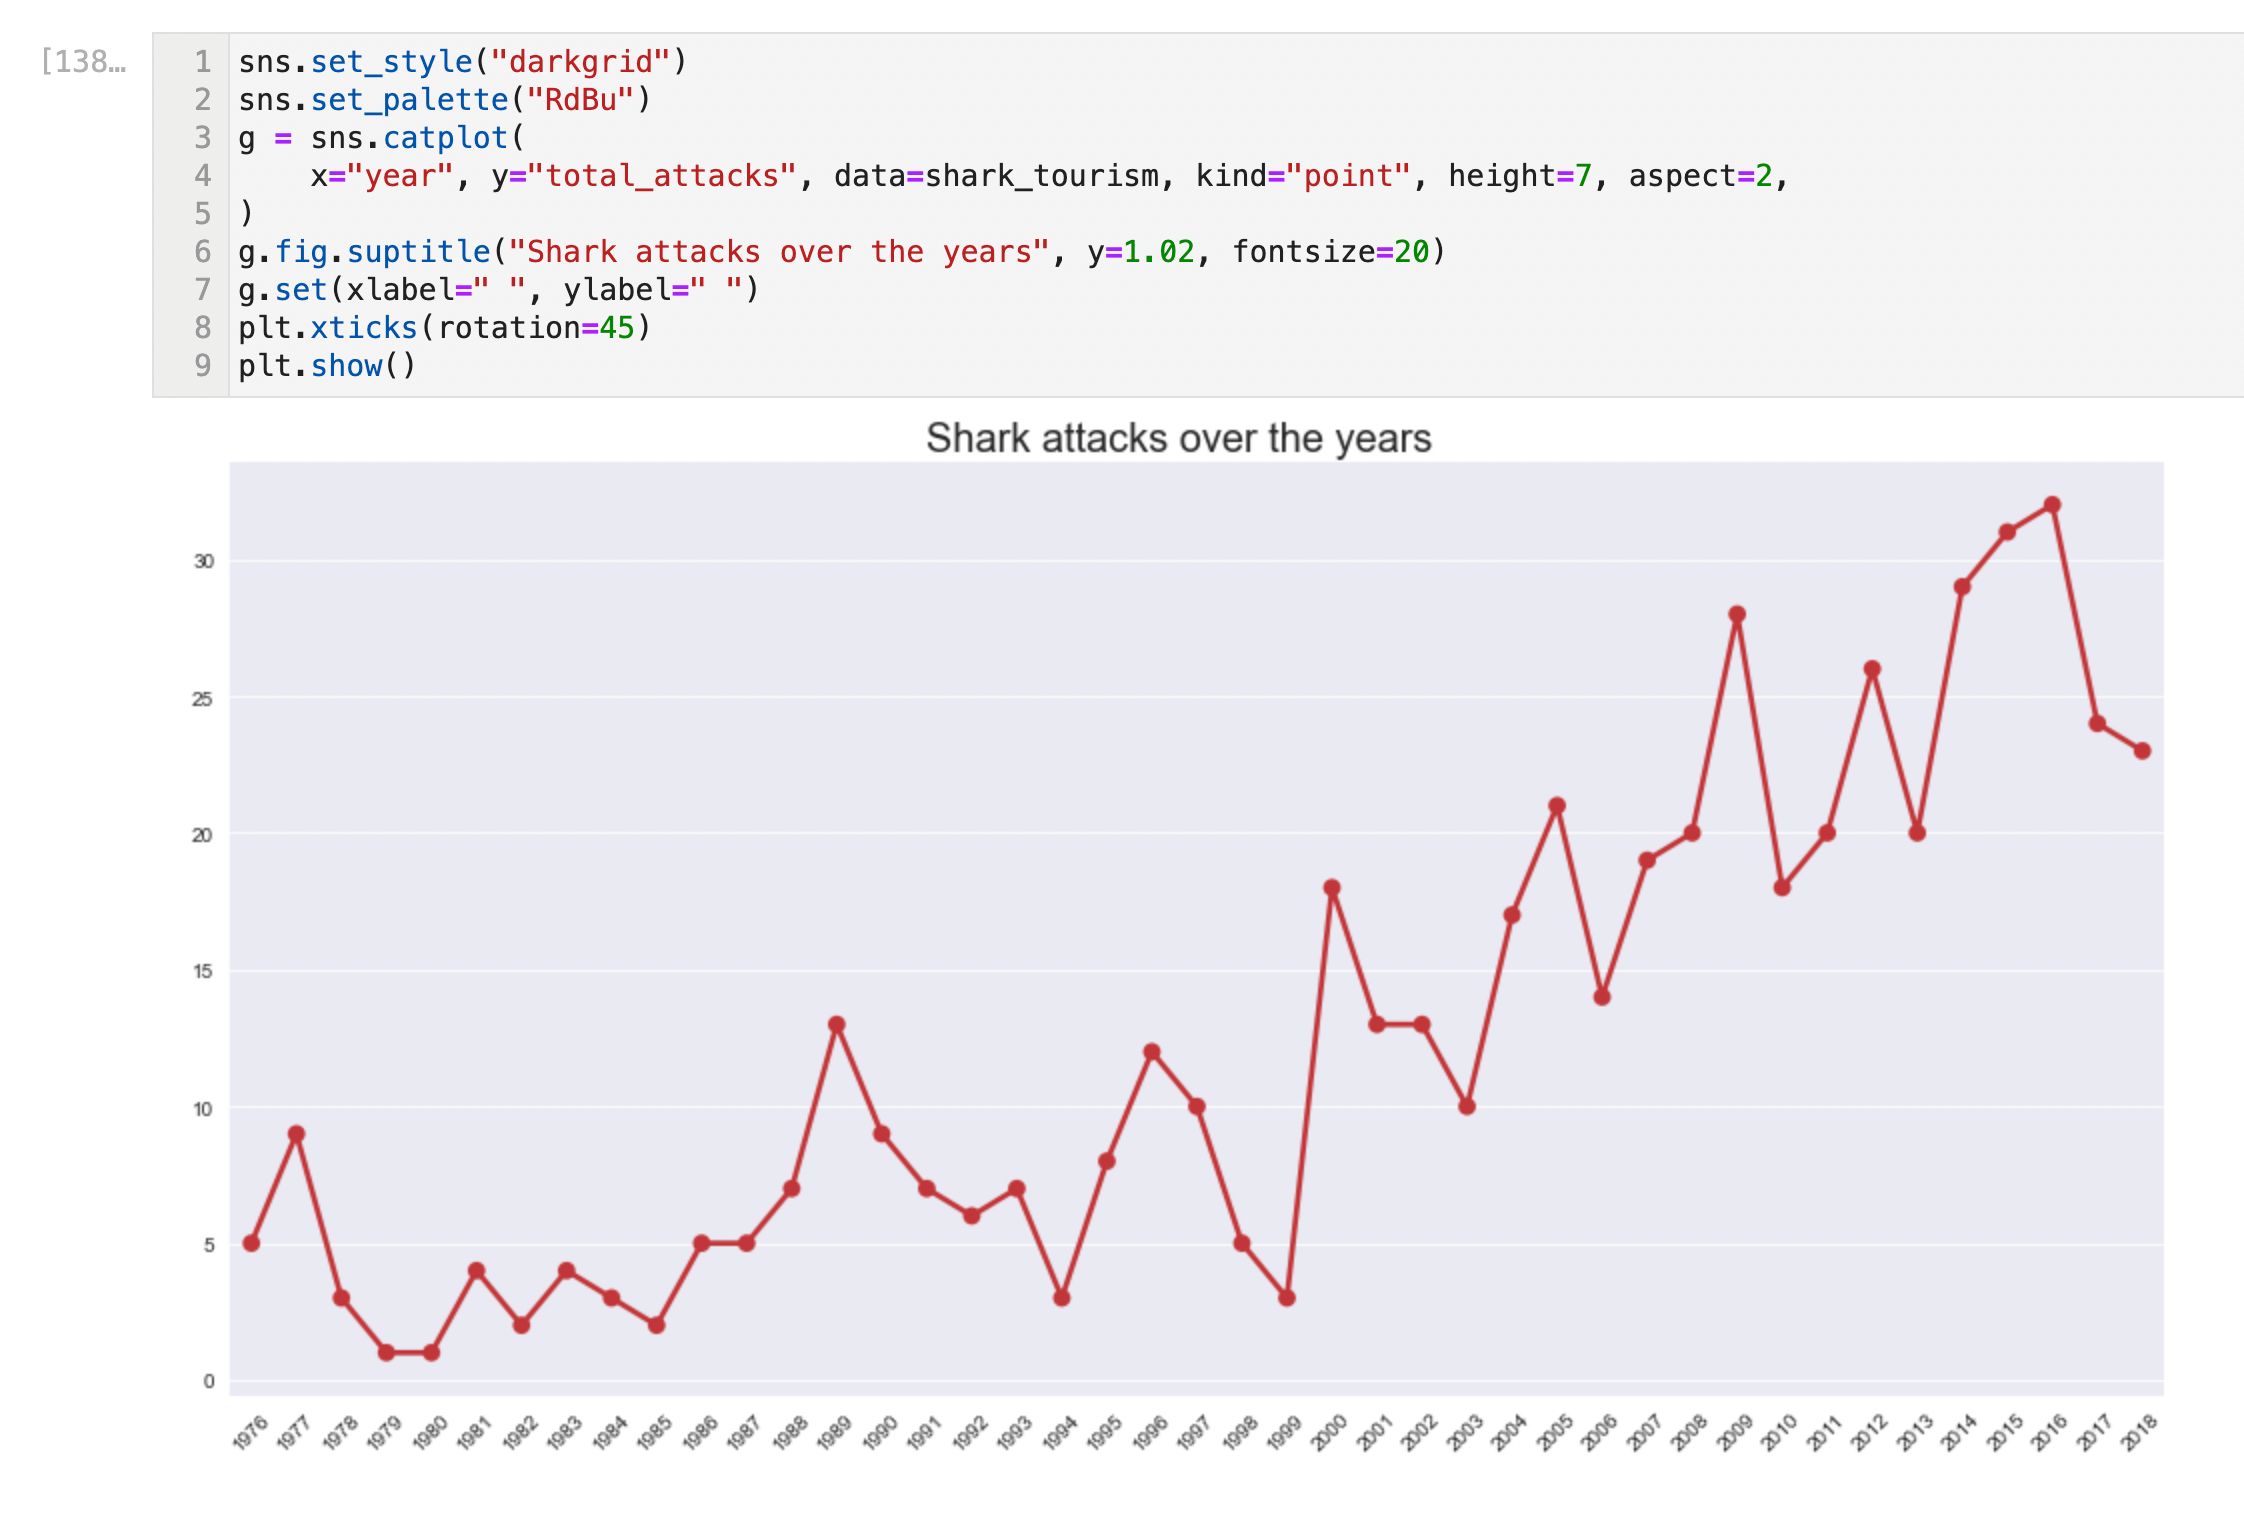 [138…
1 sns.set_style("darkgrid")
2 sns.set_palette("RdBu")
3 g = sns.catplot(
4     x="year", y="total_attacks", data=shark_tourism, kind="point", height=7, aspect=2,
5 )
6 g.fig.suptitle("Shark attacks over the years", y=1.02, fontsize=20)
7 g.set(xlabel=" ", ylabel=" ")
8 plt.xticks(rotation=45)
9 plt.show()
Shark attacks over the years
30
25
20
15
10
5
0
1976 1977 1978 1979 1980 1981 1982 1983 1984 1985 1986 1987 1988 1989 1990 1991 1992 1993 1994 1995 1996 1997 1998 1999 2000 2001 2002 2003 2004 2005 2006 2007 2008 2009 2010 2011 2012 2013 2014 2015 2016 2017 2018